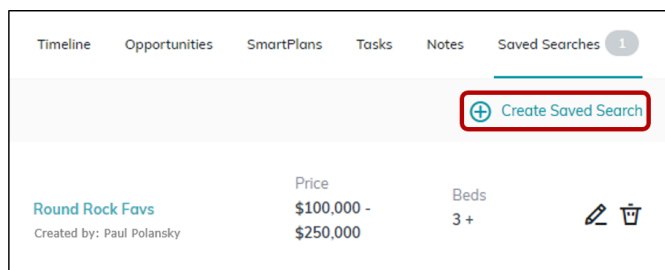 Timeline Opportunities SmartPlans Tasks Notes Saved Searches 1
Create Saved Search
Price
Beds
Round Rock Favs $100,000 - 3 +
Created by: Paul Polansky $250,000